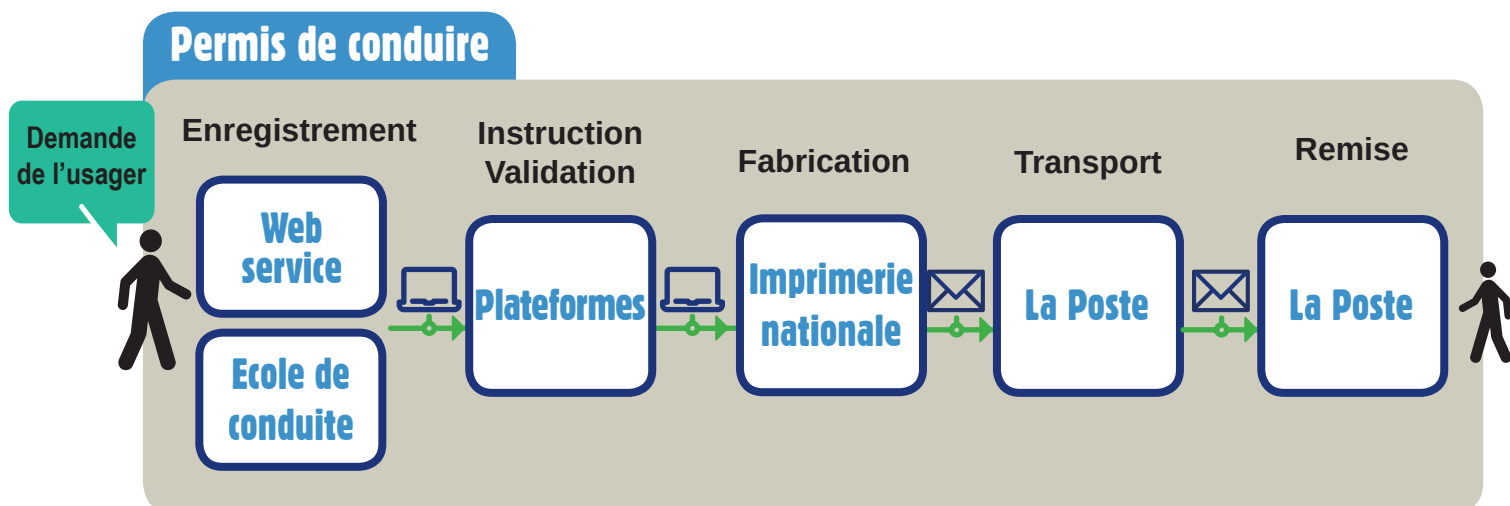 Permis de conduire
Demande
de l’usager
Enregistrement
Web
service
Ecole de
conduite
Instruction
Validation
Plateformes
Fabrication
Imprimerie
nationale
Transport
La Poste
Remise
La Poste